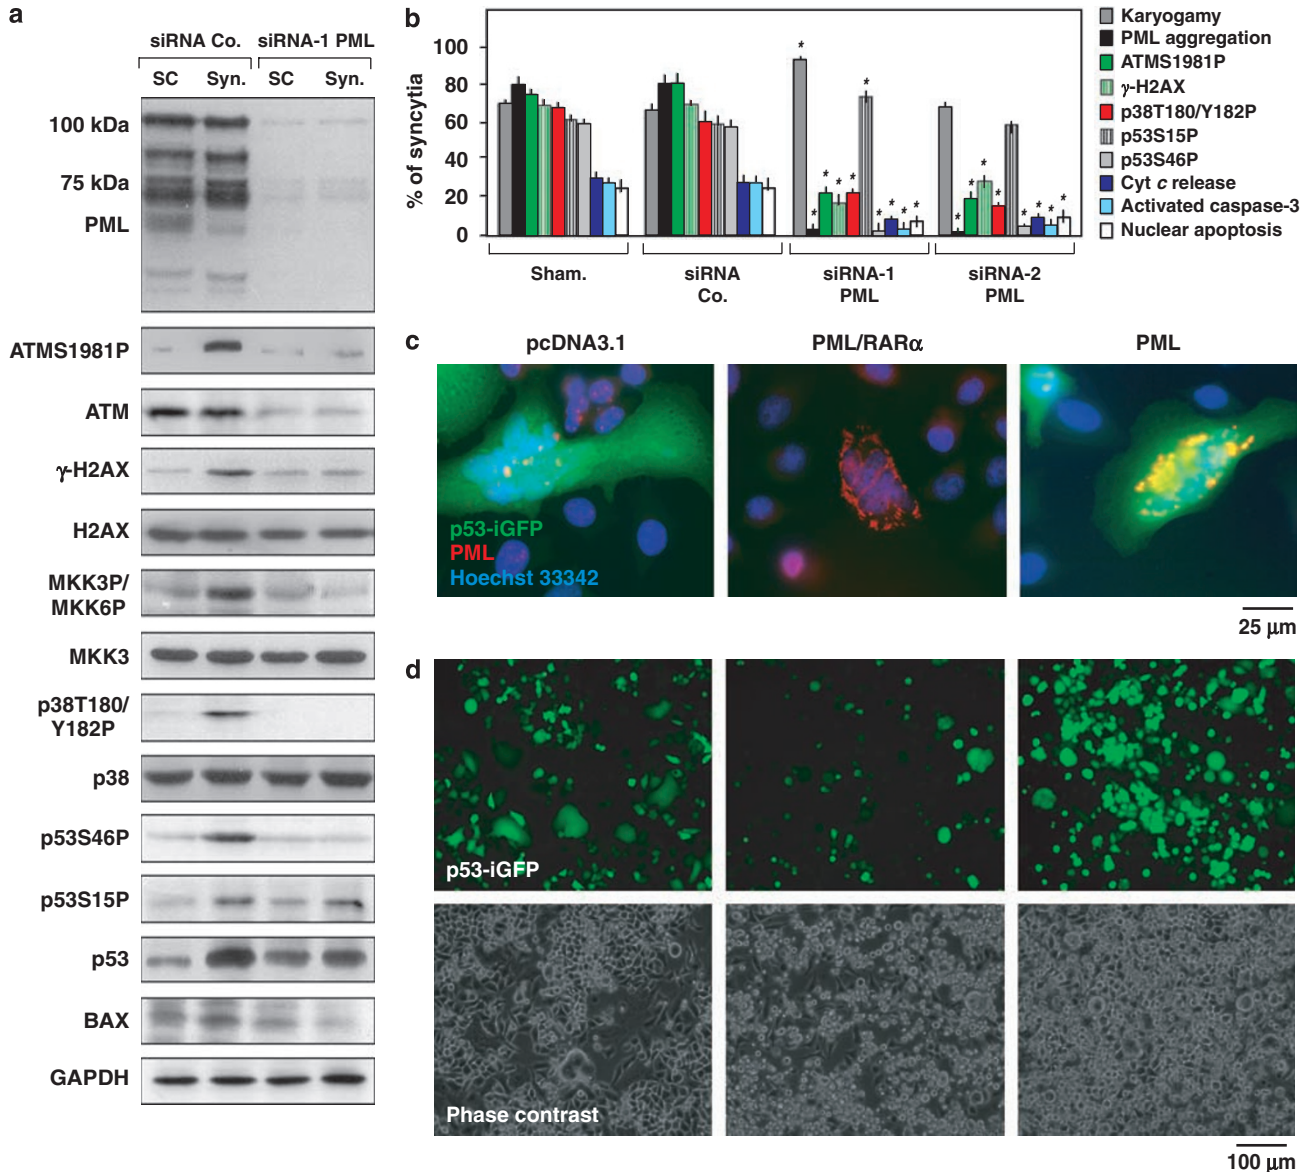 a
siRNA Co. siRNA-1 PML
SC Syn. SC Syn.
100 kDa
75 kDa
PML
ATMS1981P
ATM
γ-H2AX
H2AX
MKK3P/
MKK6P
MKK3
p38T180/
Y182P
p38
p53S46P
p53S15P
p53
BAX
GAPDH
b
% of syncytia
100
80
60
40
20
0
* * * * * * * * * *
* * * * * * * *
Sham.
siRNA
Co.
siRNA-1
PML
siRNA-2
PML
Karyogamy
PML aggregation
ATMS1981P
γ-H2AX
p38T180/Y182P
p53S15P
p53S46P
Cyt c release
Activated caspase-3
Nuclear apoptosis
c
pcDNA3.1 PML/RARα PML
p53-iGFP
PML
Hoechst 33342
25 μm
d
p53-iGFP
Phase contrast
100 μm